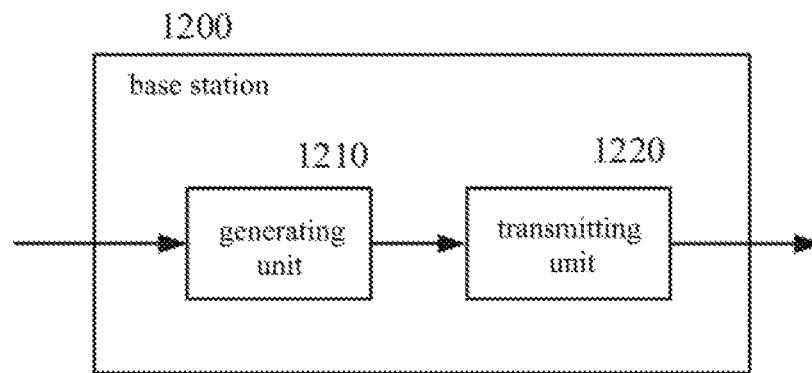 1200
base station
1210
1220
generating
unit
transmitting
unit